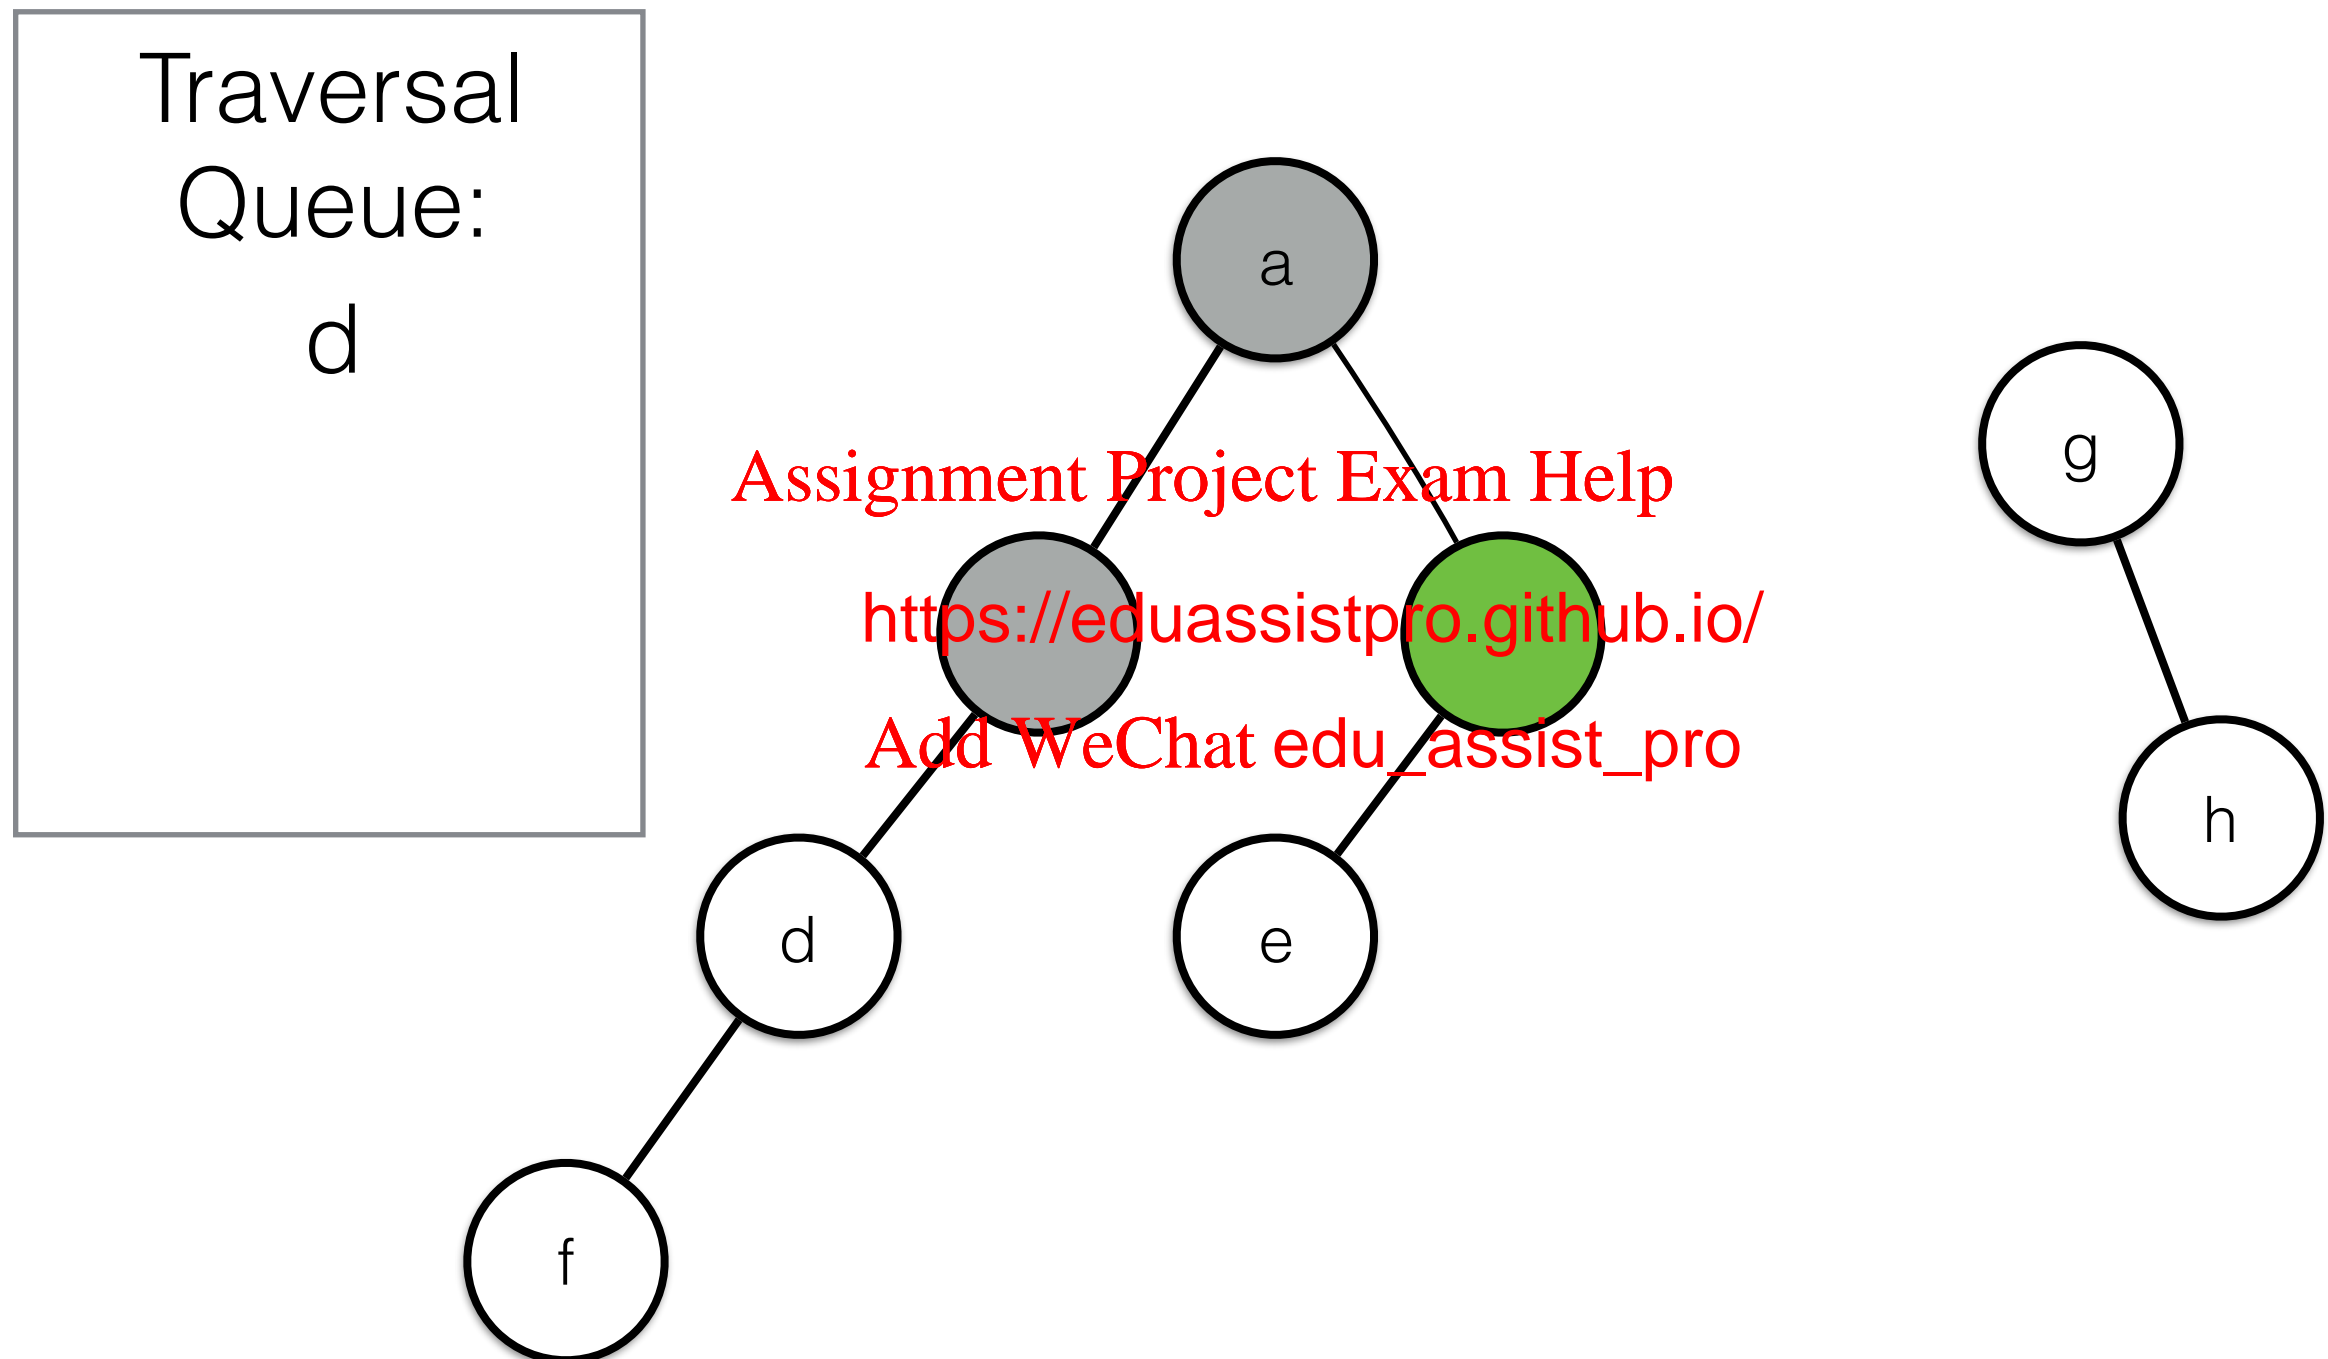 Traversal
Queue:
d
a
g
Assignment Project Exam Help
https://eduassistpro.github.io/
Add WeChat edu_assist_pro
h
d
e
f